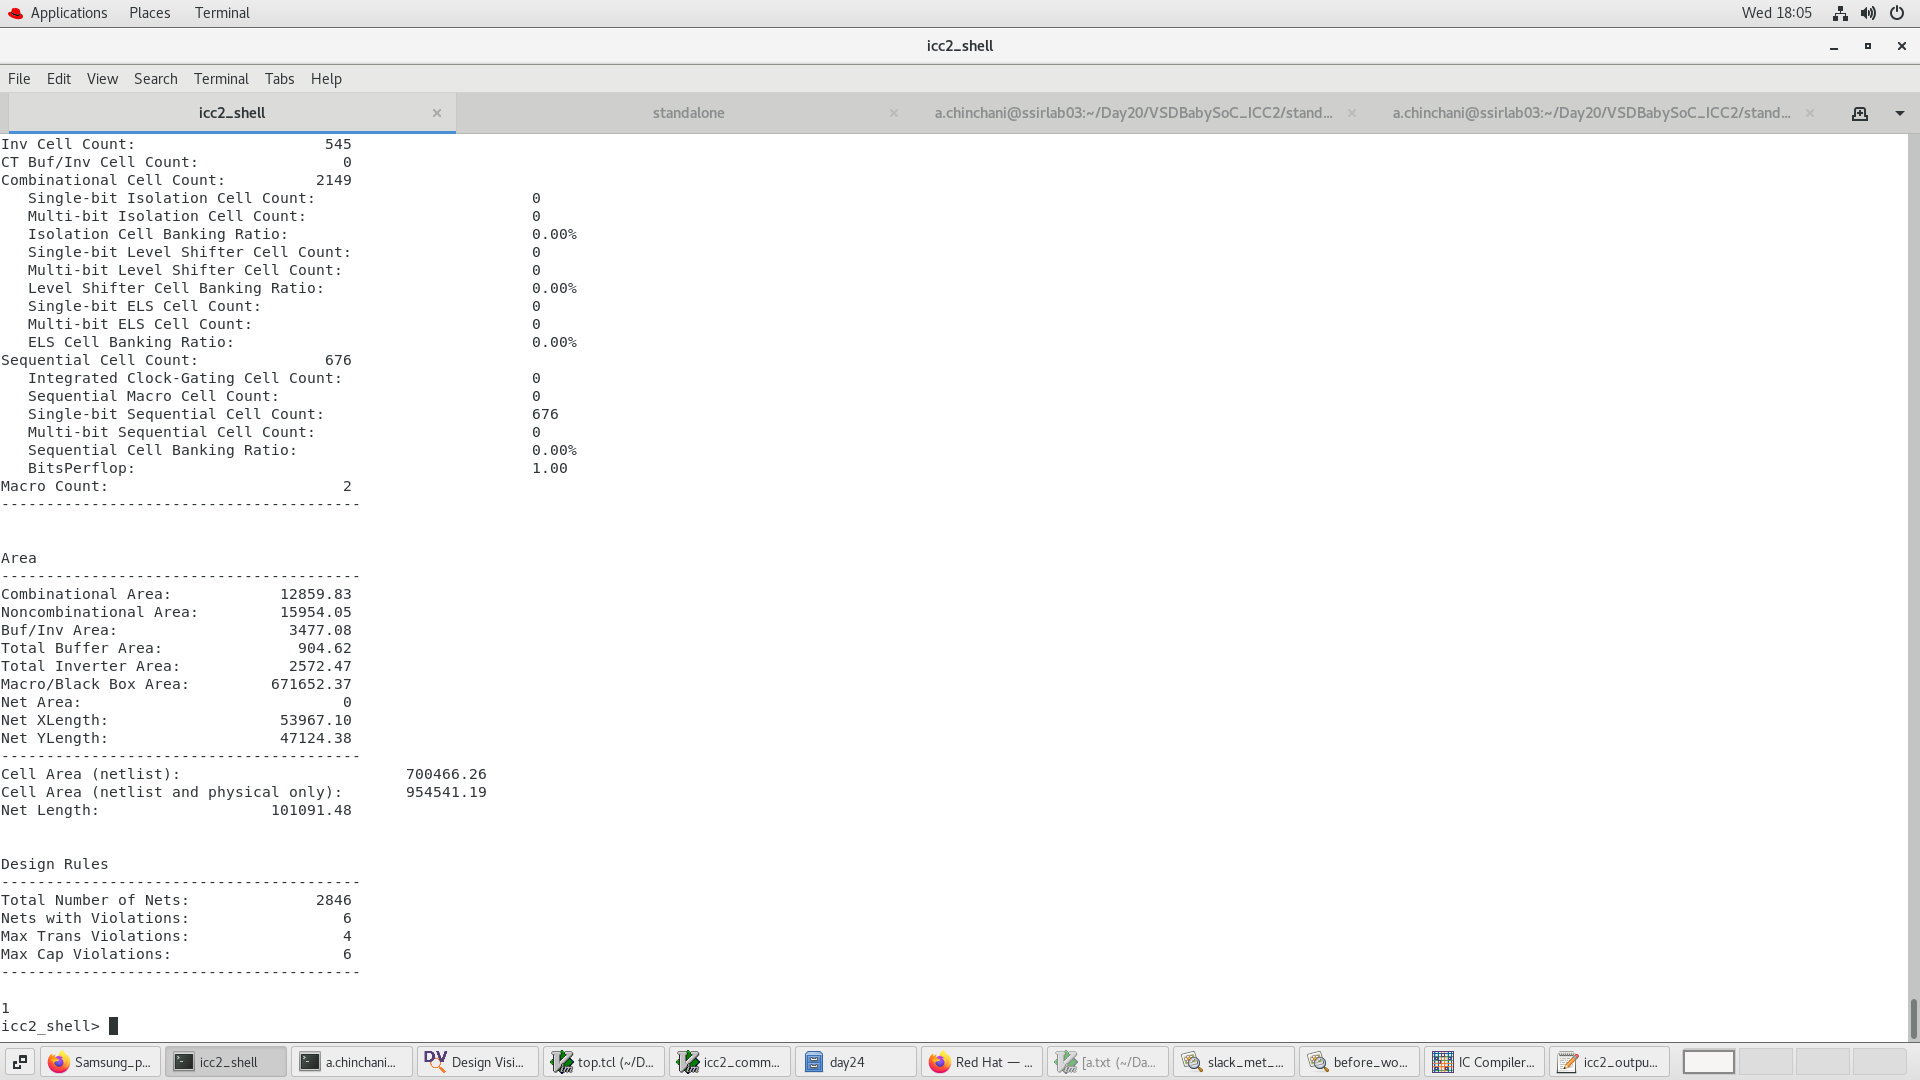 Applications Places Terminal Wed 18:05
icc2_shell
File Edit View Search Terminal Tabs Help
icc2_shell standalone a.chinchani@ssirlab03:~/Day20/VSDBabySoC_ICC2/stand... a.chinchani@ssirlab03:~/Day20/VSDBabySoC_ICC2/stand...
Inv Cell Count: 545
CT Buf/Inv Cell Count: 0
Combinational Cell Count: 2149
Single-bit Isolation Cell Count: 0
Multi-bit Isolation Cell Count: 0
Isolation Cell Banking Ratio: 0.00%
Single-bit Level Shifter Cell Count: 0
Multi-bit Level Shifter Cell Count: 0
Level Shifter Cell Banking Ratio: 0.00%
Single-bit ELS Cell Count: 0
Multi-bit ELS Cell Count: 0
ELS Cell Banking Ratio: 0.00%
Sequential Cell Count: 676
Integrated Clock-Gating Cell Count: 0
Sequential Macro Cell Count: 0
Single-bit Sequential Cell Count: 676
Multi-bit Sequential Cell Count: 0
Sequential Cell Banking Ratio: 0.00%
BitsPerflop: 1.00
Macro Count: 2
----------------------------------------
Area
----------------------------------------
Combinational Area: 12859.83
Noncombinational Area: 15954.05
Buf/Inv Area: 3477.08
Total Buffer Area: 904.62
Total Inverter Area: 2572.47
Macro/Black Box Area: 671652.37
Net Area: 0
Net XLength: 53967.10
Net YLength: 47124.38
----------------------------------------
Cell Area (netlist): 700466.26
Cell Area (netlist and physical only): 954541.19
Net Length: 101091.48
Design Rules
----------------------------------------
Total Number of Nets: 2846
Nets with Violations: 6
Max Trans Violations: 4
Max Cap Violations: 6
----------------------------------------
1
icc2_shell>
Samsung_p... icc2_shell a.chinchani... DV Design Visi... top.tcl (~/D... icc2_comm... day24 Red Hat — ... [a.txt (~/Da... slack_met_... before_wo... IC Compiler... icc2_outpu...